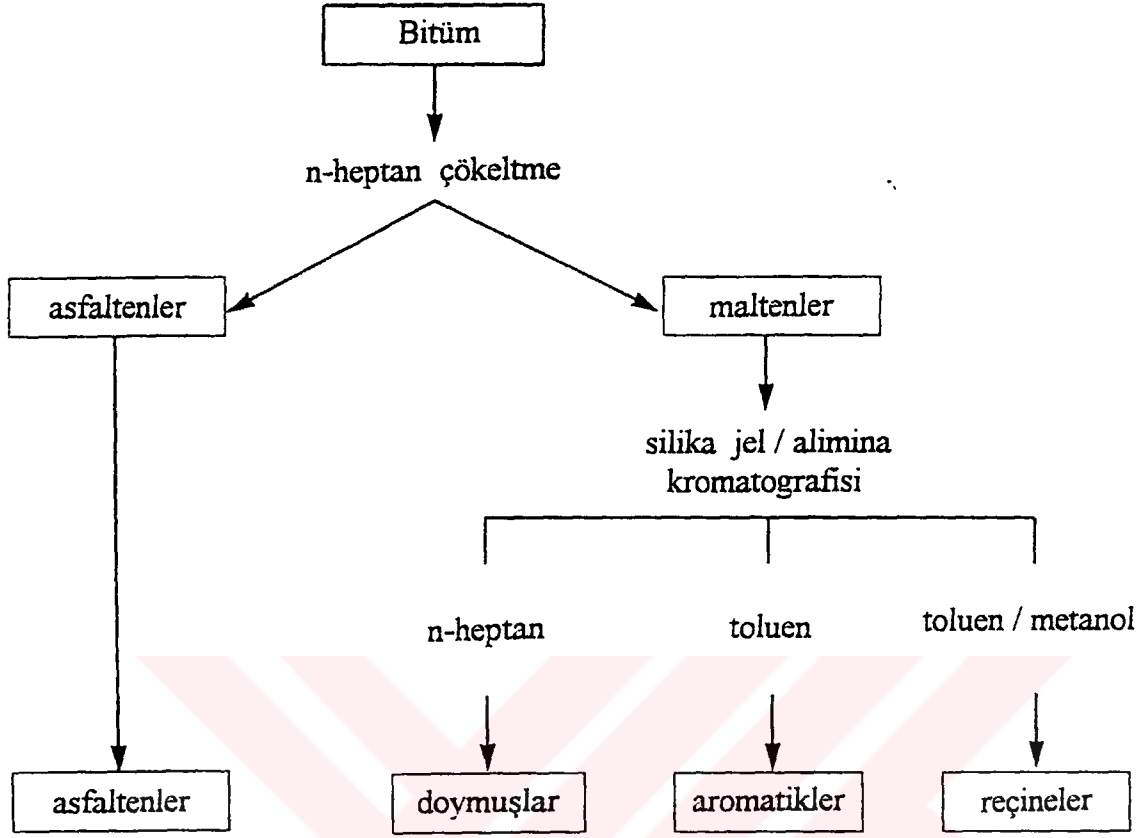 Bitüm
n-heptan çökeltme
asfaltenler
maltenler
silika jel / alimina
kromatografisi
n-heptan
toluen
toluen / metanol
asfaltenler
doymuşlar
aromatikler
reçineler